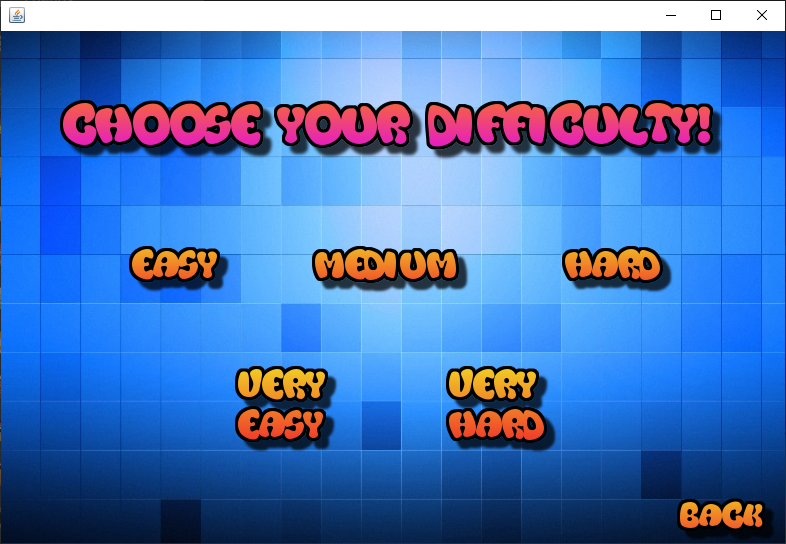 CHOOSE YOUR DIFFICULTY!
EASY MEDIUM HARD
VERY EASY
VERY HARD
BACK